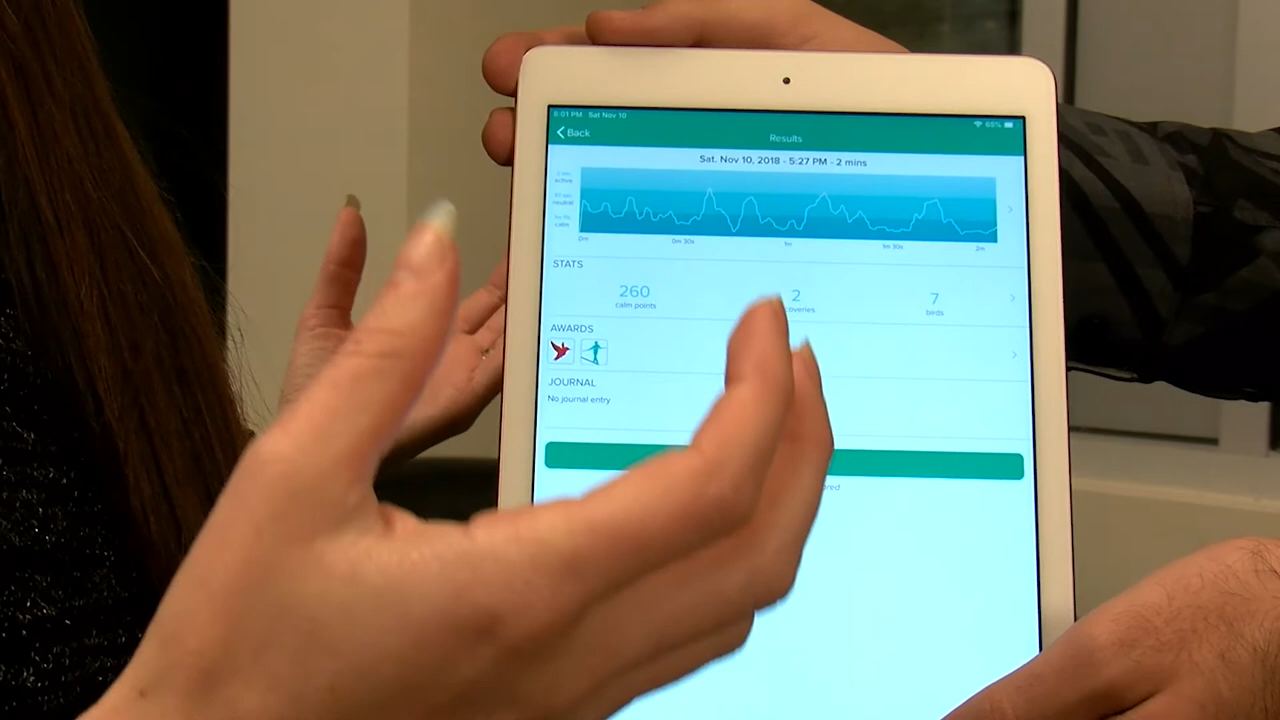 6:01 PM Sat Nov 10
65%
Back
Results
Sat. Nov 10, 2018 - 5:27 PM - 2 mins
active
neutral
calm
0m 0m 30s 1m 1m 30s 2m
STATS
260 2 7
calm points coveries birds
AWARDS
JOURNAL
No journal entry